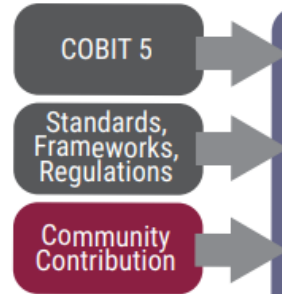 COBIT 5
Standards,
Frameworks,
Regulations
Community
Contribution